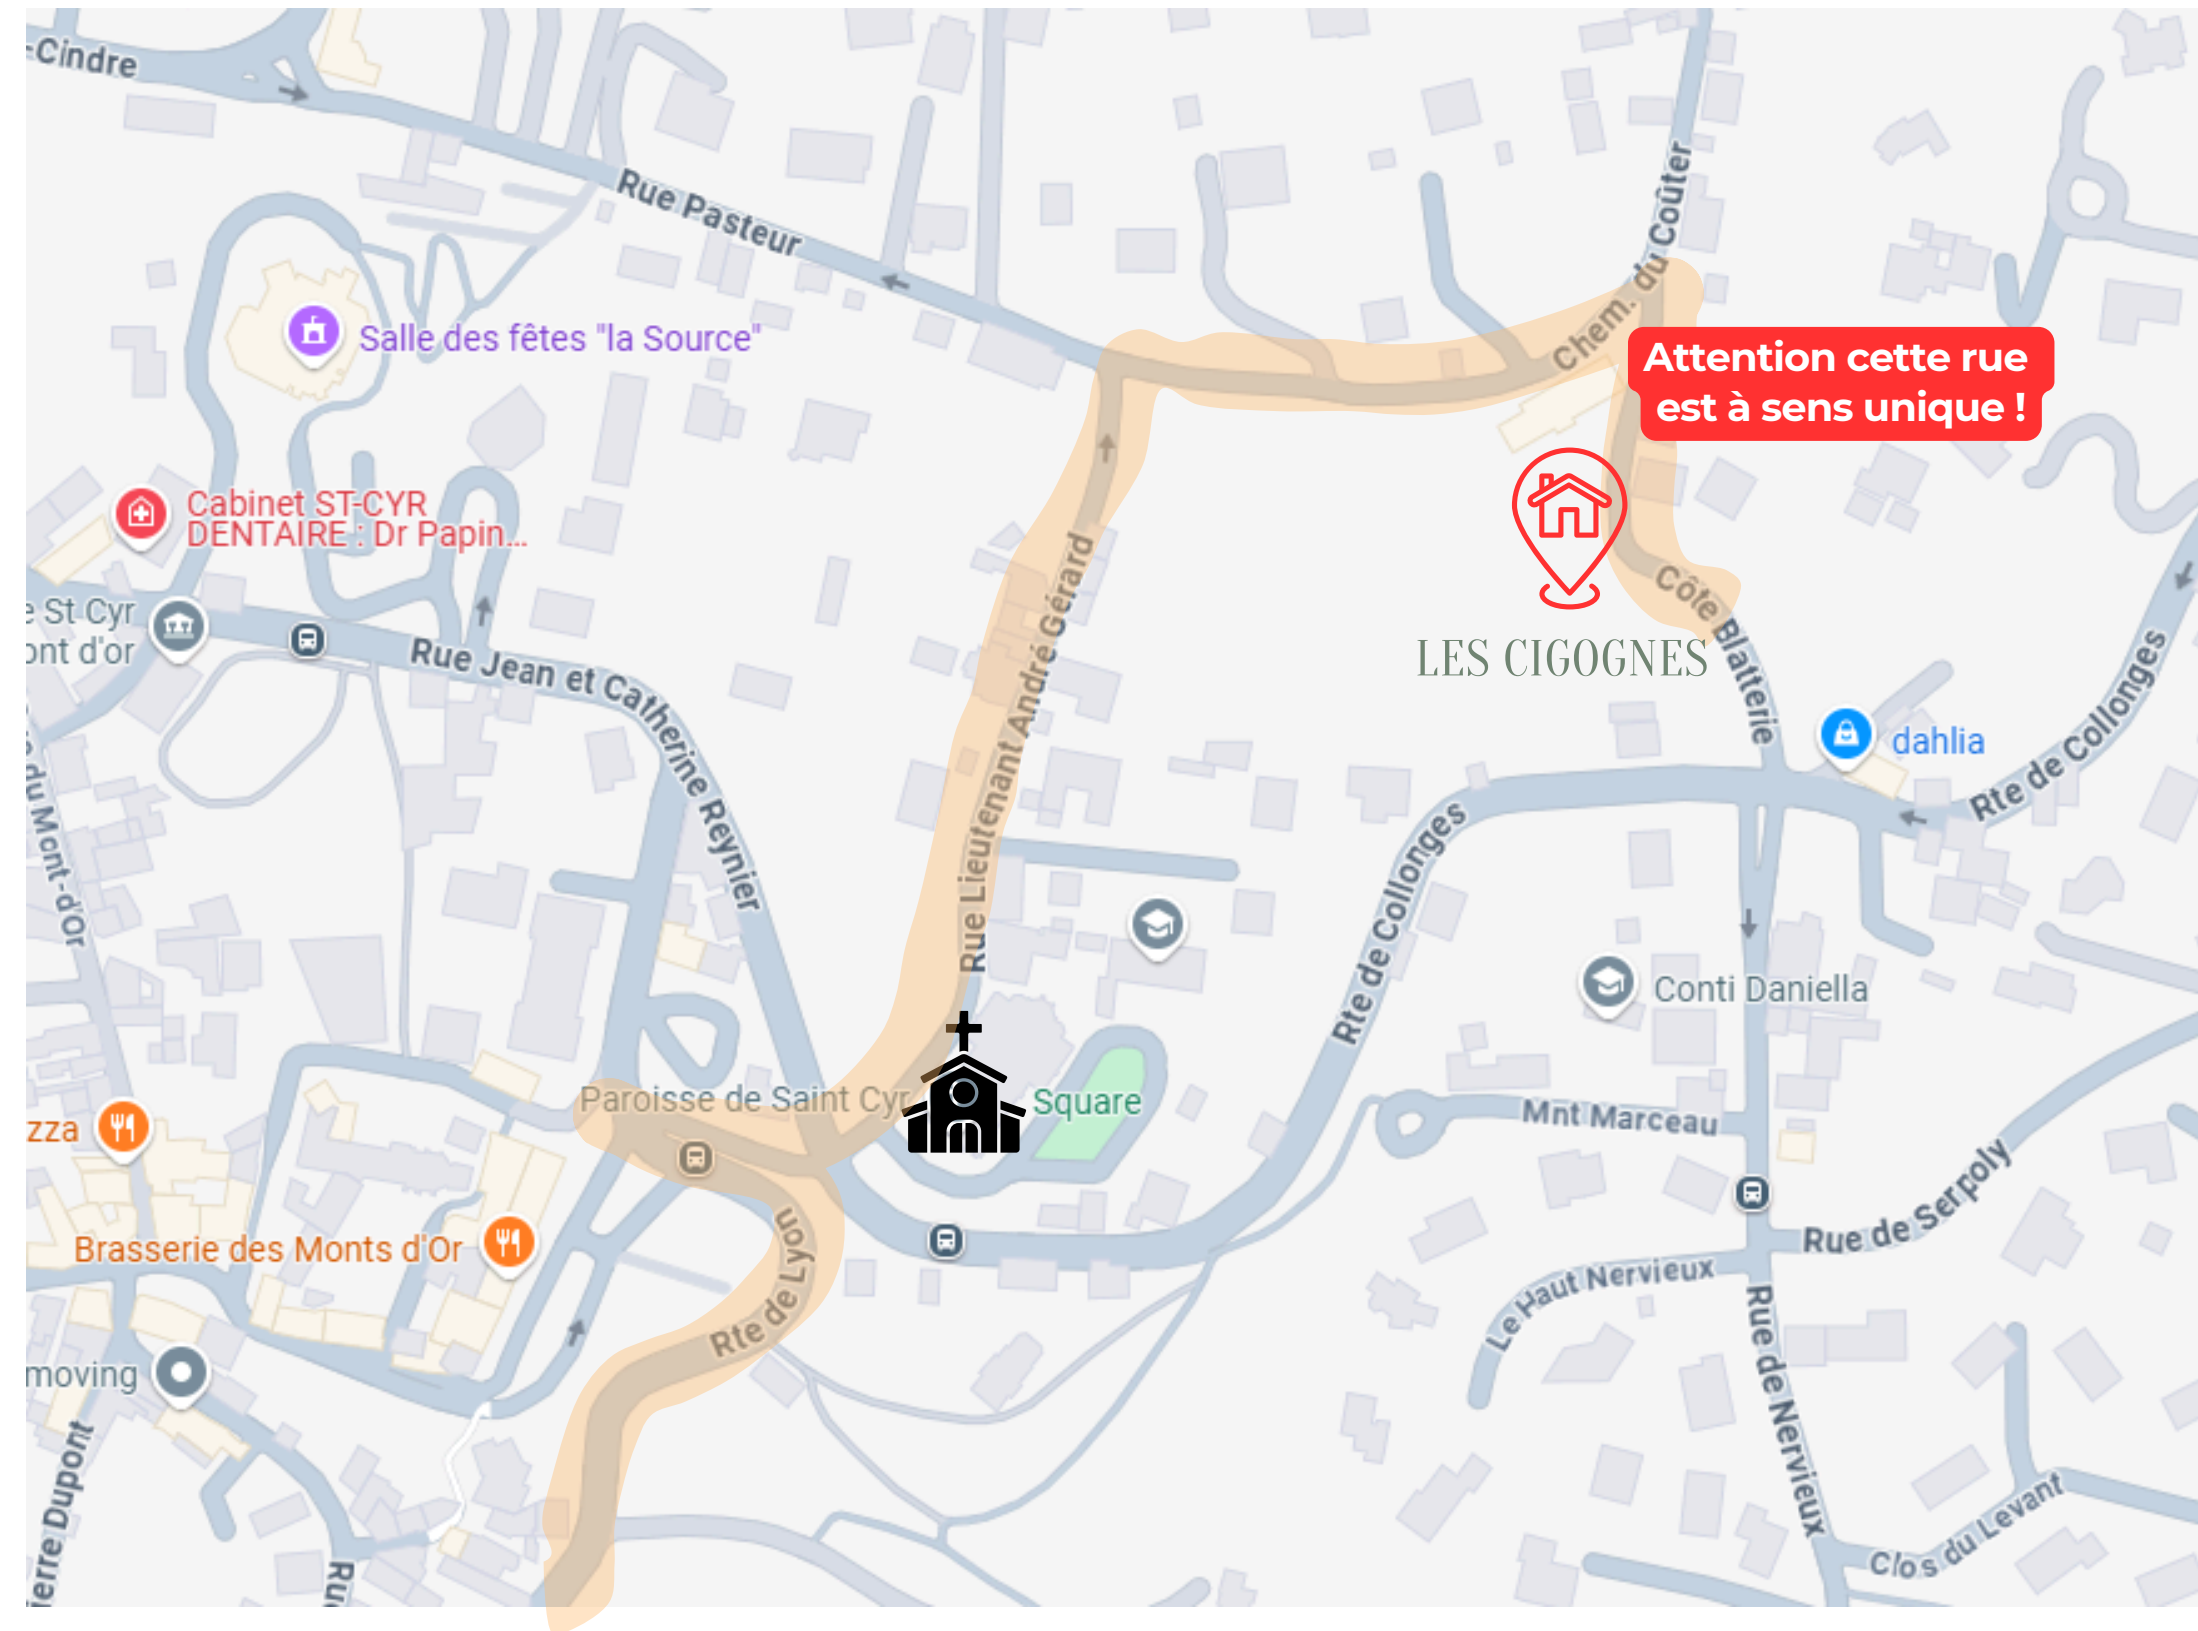 -Cindre
Rue Pasteur
Chem. du Coûter
Salle des fêtes "la Source"
Attention cette rue
est à sens unique !
Cabinet ST-CYR
DENTAIRE : Dr Papin...
e St Cyr
ont d'or
Rue Jean et Catherine Reynier
Rue Lieutenant André Gérard
Côte Blatterie
LES CIGOGNES
dahlia
Rte de Collonges
Rte de Collonges
du Mont-d'Or
Conti Daniella
Paroisse de Saint Cyr
Square
Mnt Marceau
zza
Brasserie des Monts d'Or
Rte de Lyon
Rue de Serpoly
Le Haut Nervieux
Rue de Nervieux
moving
ierre Dupont
Rue
Clos du Levant